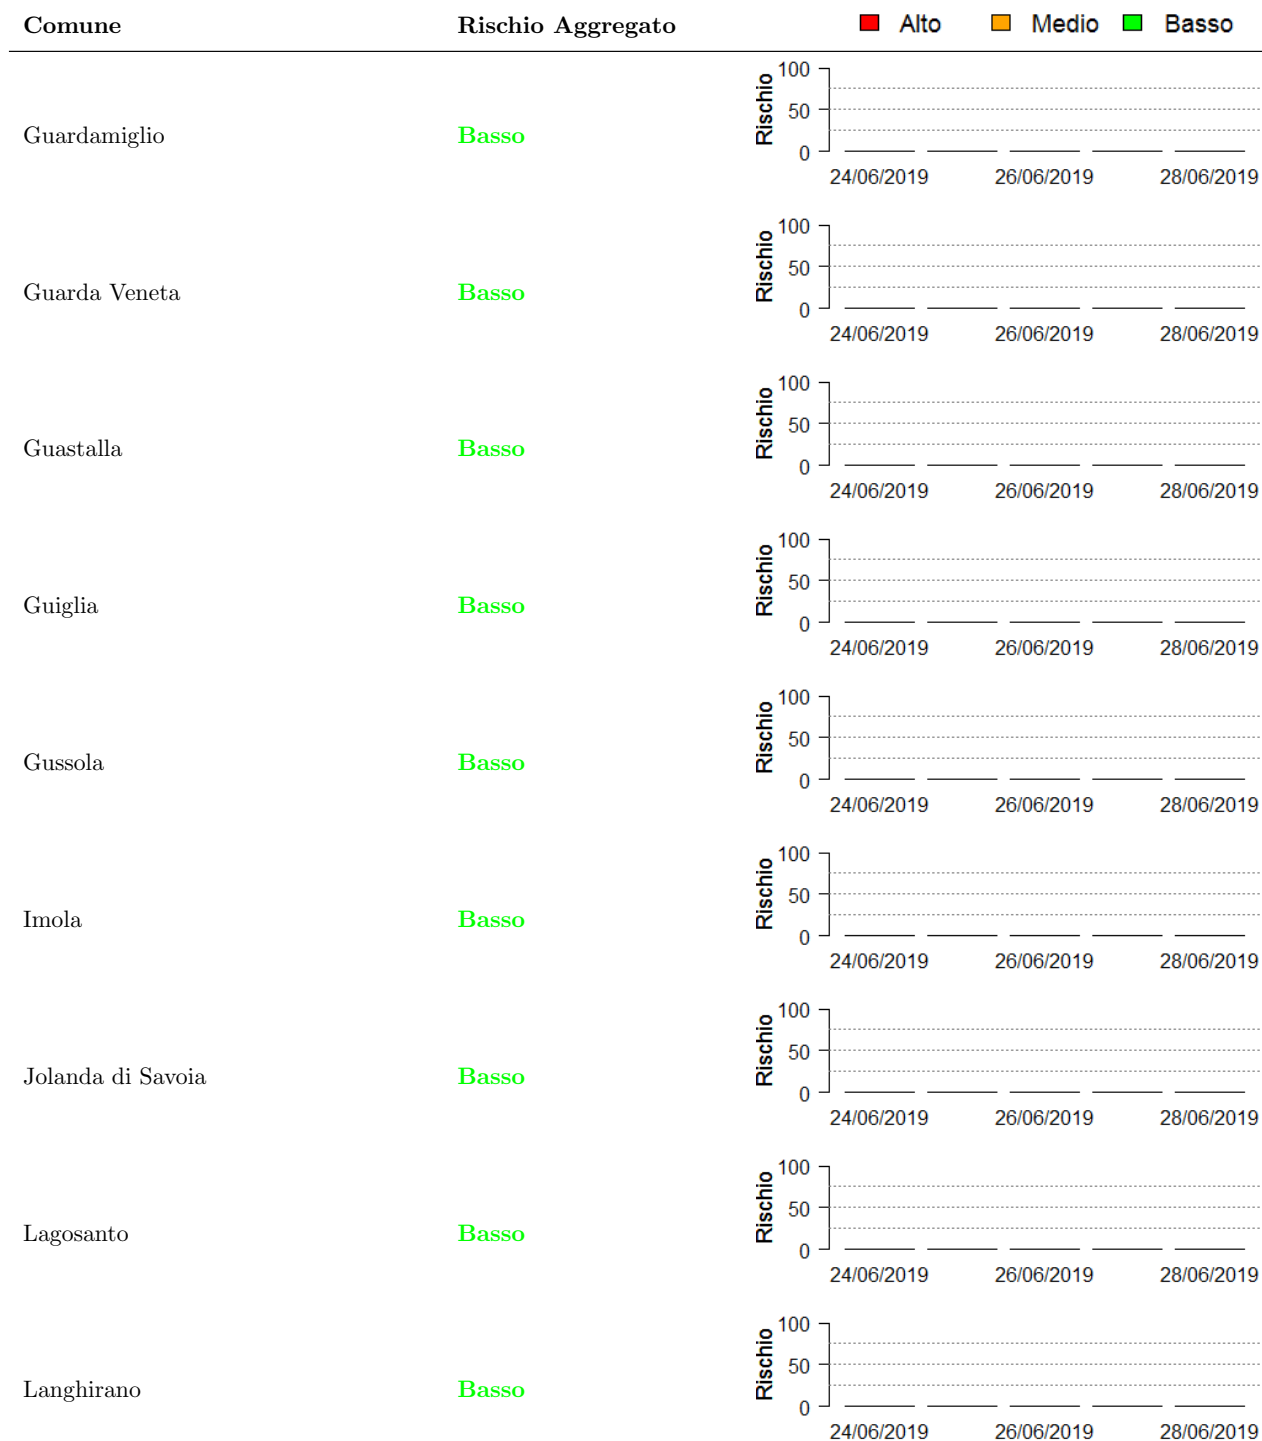 Comune Rischio Aggregato Alto Medio Basso
100
50
0
Rischio
Guardamiglio Basso
24/06/2019 26/06/2019 28/06/2019
100
50
0
Rischio
Guarda Veneta Basso
24/06/2019 26/06/2019 28/06/2019
100
50
0
Rischio
Guastalla Basso
24/06/2019 26/06/2019 28/06/2019
100
50
0
Rischio
Guiglia Basso
24/06/2019 26/06/2019 28/06/2019
100
50
0
Rischio
Gussola Basso
24/06/2019 26/06/2019 28/06/2019
100
50
0
Rischio
Imola Basso
24/06/2019 26/06/2019 28/06/2019
100
50
0
Rischio
Jolanda di Savoia Basso
24/06/2019 26/06/2019 28/06/2019
100
50
0
Rischio
Lagosanto Basso
24/06/2019 26/06/2019 28/06/2019
100
50
0
Rischio
Langhirano Basso
24/06/2019 26/06/2019 28/06/2019